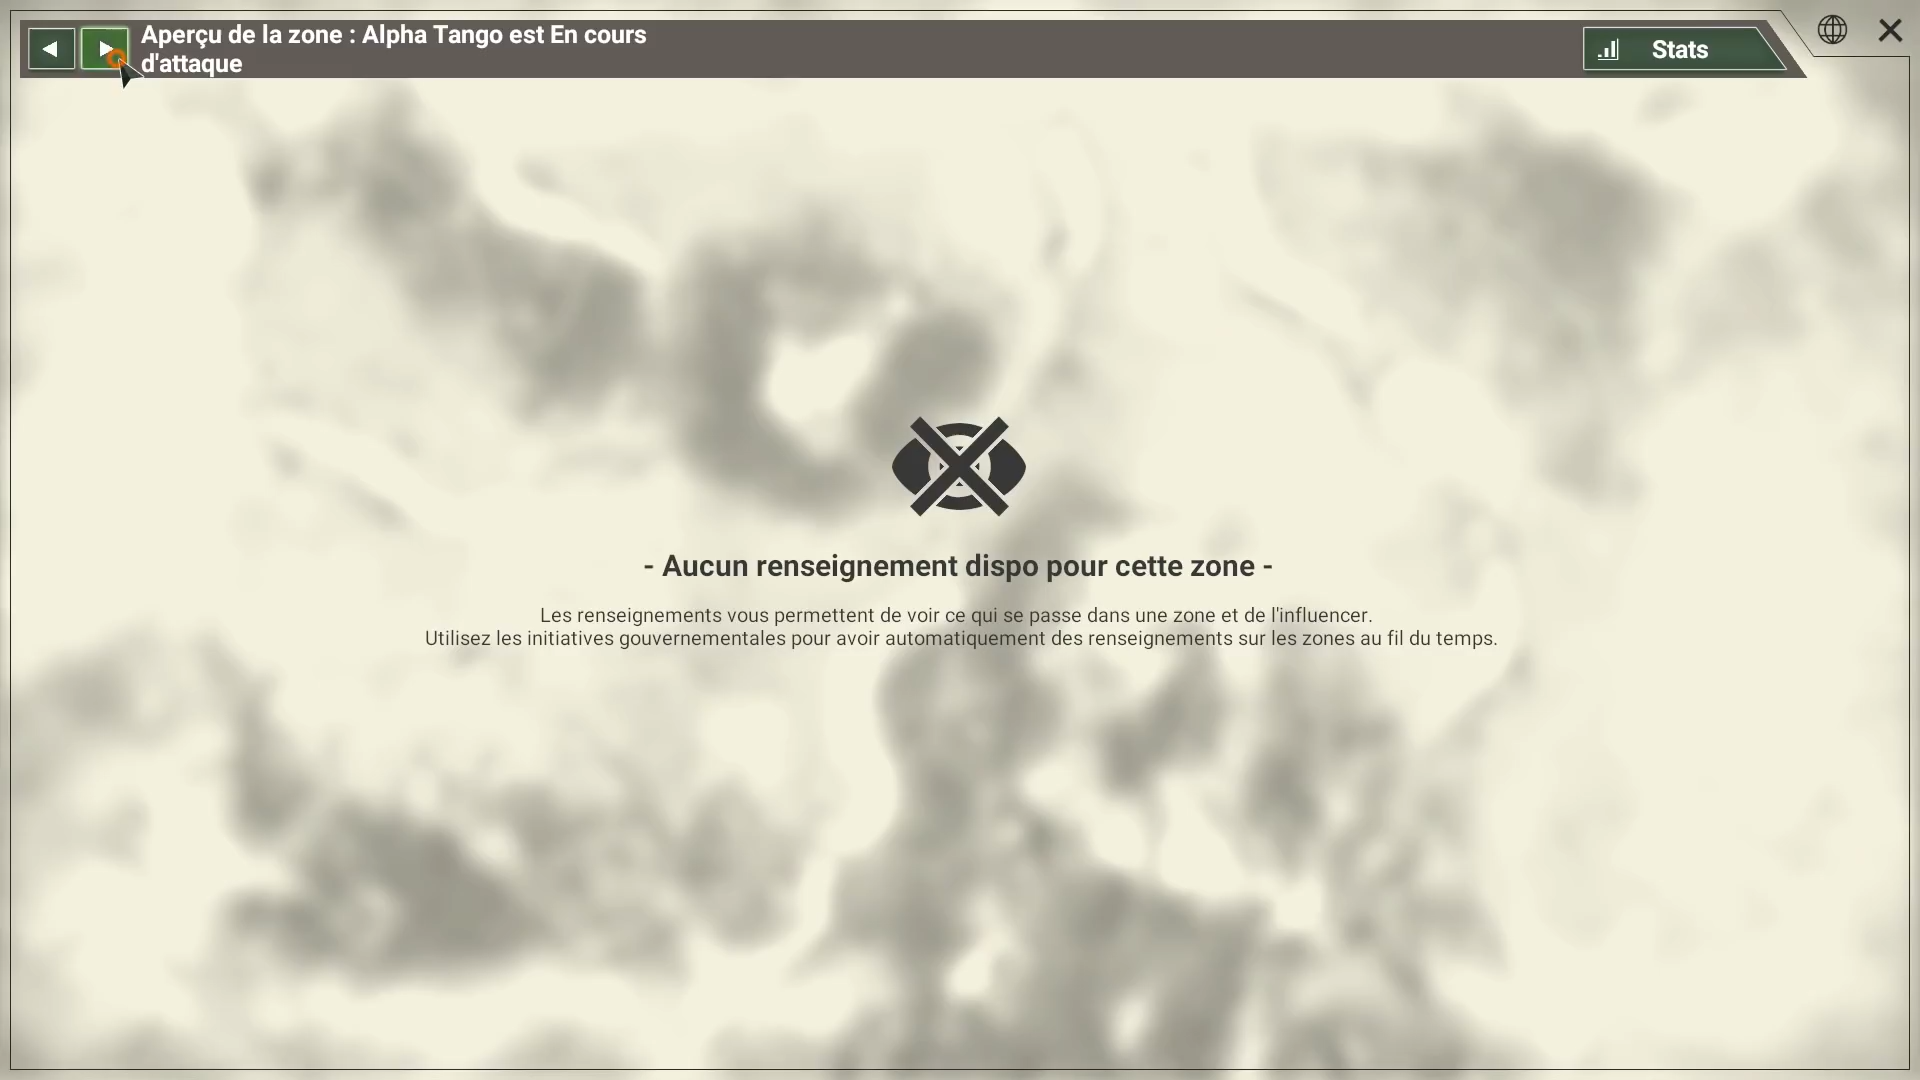 Aperçu de la zone : Alpha Tango est En cours
d'attaque
Stats
- Aucun renseignement dispo pour cette zone -
Les renseignements vous permettent de voir ce qui se passe dans une zone et de l'influencer.
Utilisez les initiatives gouvernementales pour avoir automatiquement des renseignements sur les zones au fil du temps.